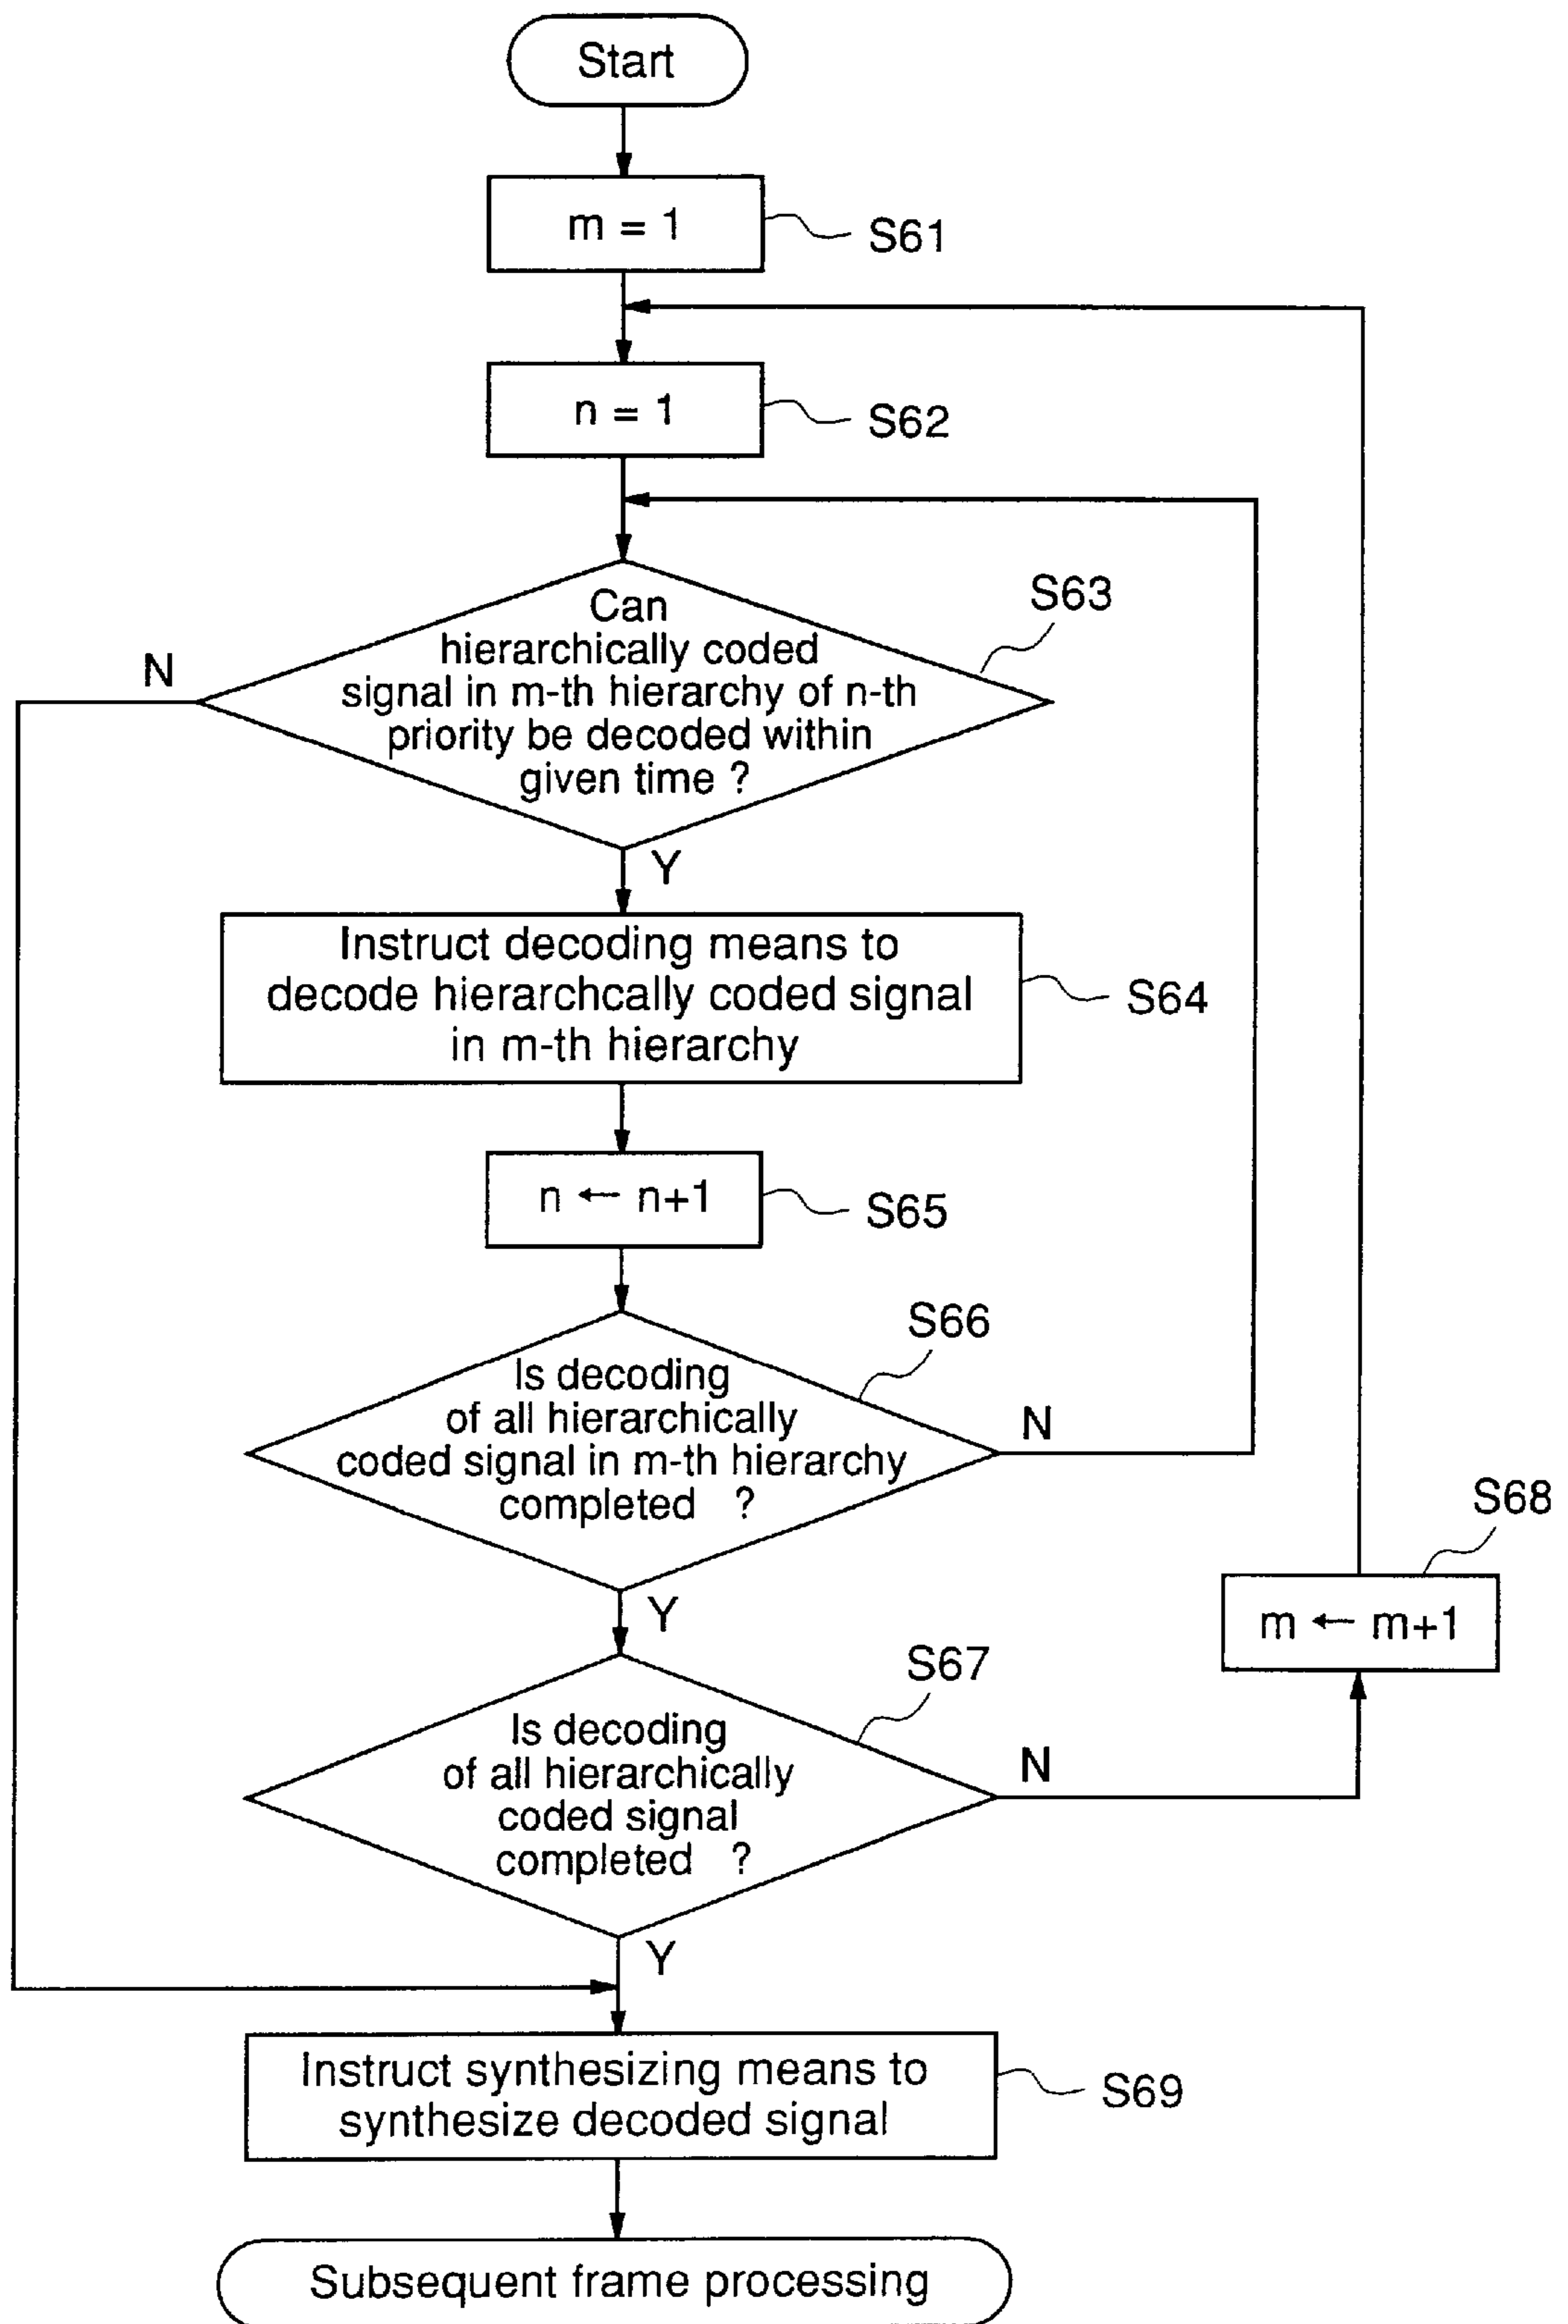 Start
m = 1
S61
n = 1
S62
Can
hierarchically coded
signal in m-th hierarchy of n-th
priority be decoded within
given time ?
S63
N
Y
Instruct decoding means to
decode hierarchcally coded signal
in m-th hierarchy
S64
n ← n+1
S65
S66
Is decoding
of all hierarchically
coded signal in m-th hierarchy
completed ?
N
Y
S68
m ← m+1
S67
Is decoding
of all hierarchically
coded signal
completed ?
N
Y
Instruct synthesizing means to
synthesize decoded signal
S69
Subsequent frame processing